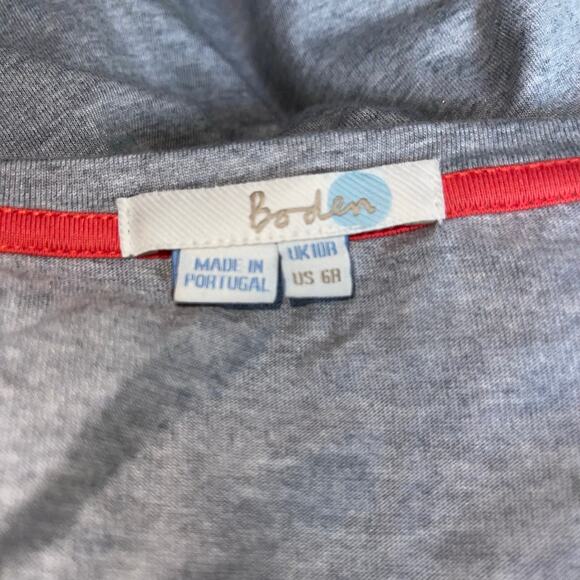 Boden
MADE IN
PORTUGAL
UK10R
US 6R